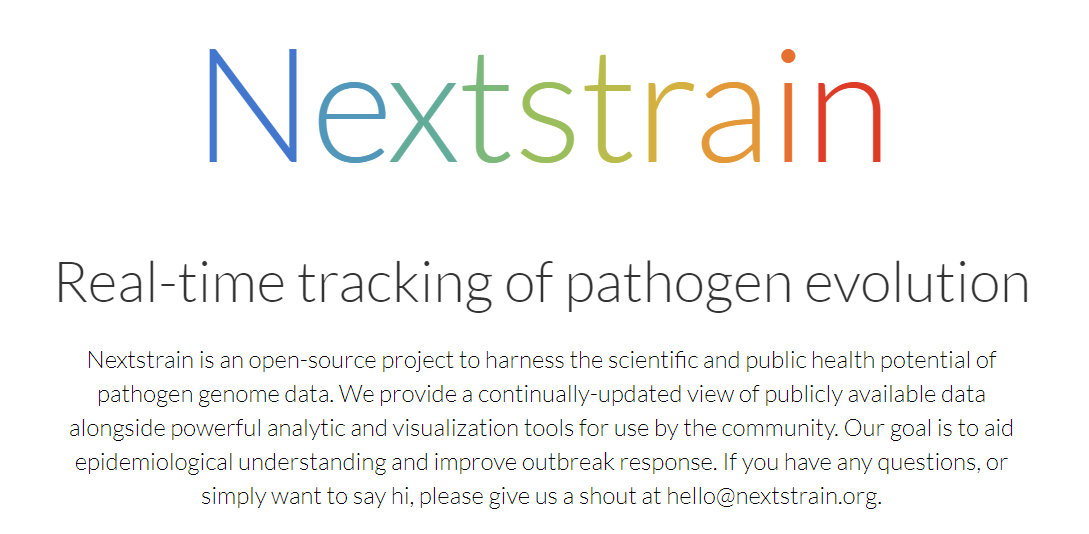 Nextstrain
Real-time tracking of pathogen evolution
Nextstrain is an open-source project to harness the scientific and public health potential of
pathogen genome data. We provide a continually-updated view of publicly available data
alongside powerful analytic and visualization tools for use by the community. Our goal is to aid
epidemiological understanding and improve outbreak response. If you have any questions, or
simply want to say hi, please give us a shout at hello@nextstrain.org.